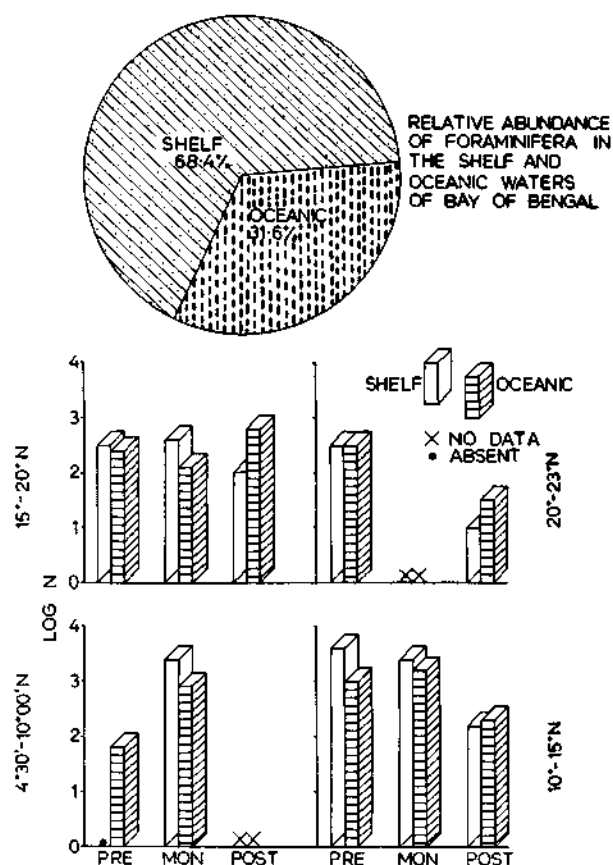 SHELF
68·4%
OCEANIC
31·6%
RELATIVE ABUNDANCE
OF FORAMINIFERA IN
THE SHELF AND
OCEANIC WATERS
OF BAY OF BENGAL
SHELF
OCEANIC
× NO DATA
• ABSENT
4
3
2
1
0
15°-20°N
20°-23°N
LOG N
4
3
2
1
0
4°30'-10°00'N
10°-15°N
PRE MON POST PRE MON POST